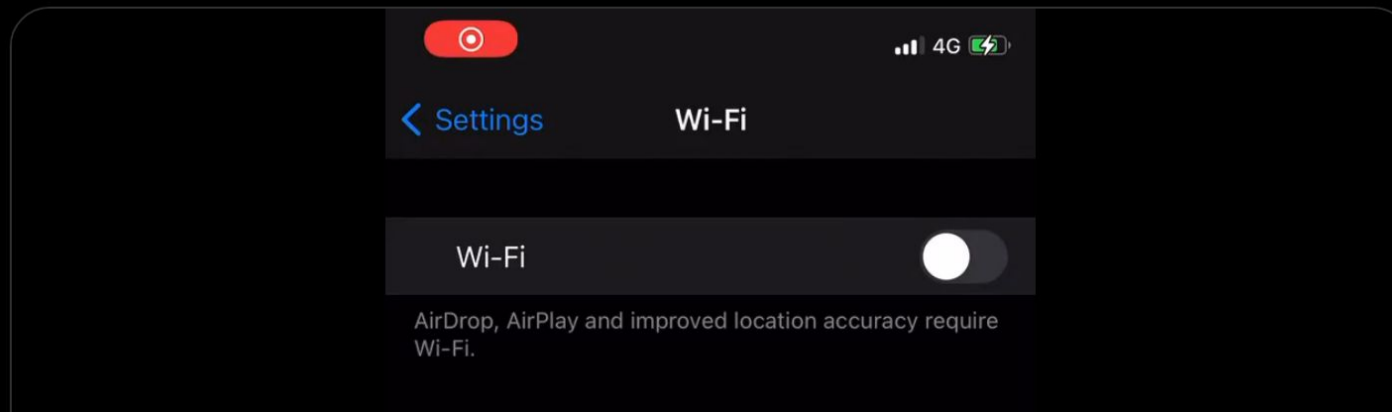 4G
Settings
Wi-Fi
Wi-Fi
AirDrop, AirPlay and improved location accuracy require
Wi-Fi.